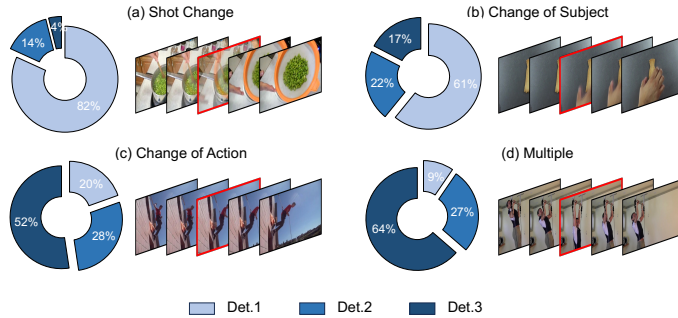 (a) Shot Change
4%
14%
82%
(b) Change of Subject
17%
22%
61%
(c) Change of Action
20%
52%
28%
(d) Multiple
9%
27%
64%
Det.1
Det.2
Det.3